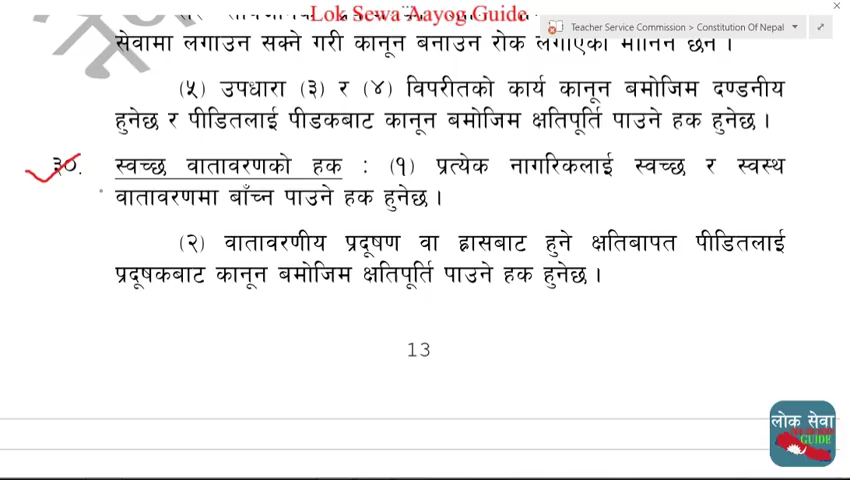 Lok Sewa Aayog Guide
Teacher Service Commission > Constitution Of Nepal
सेवामा लगाउन सक्ने गरी कानून बनाउन रोक लगाएको मानिने छैन ।
(५) उपधारा (३) र (४) विपरीतको कार्य कानून बमोजिम दण्डनीय
हुनेछ र पीडितलाई पीडकबाट कानून बमोजिम क्षतिपूर्ति पाउने हक हुनेछ ।
३०. स्वच्छ वातावरणको हक : (१) प्रत्येक नागरिकलाई स्वच्छ र स्वस्थ
वातावरणमा बाँच्न पाउने हक हुनेछ ।
(२) वातावरणीय प्रदूषण वा ह्रासबाट हुने क्षतिबापत पीडितलाई
प्रदूषकबाट कानून बमोजिम क्षतिपूर्ति पाउने हक हुनेछ ।
13
लोक सेवा
GUIDE